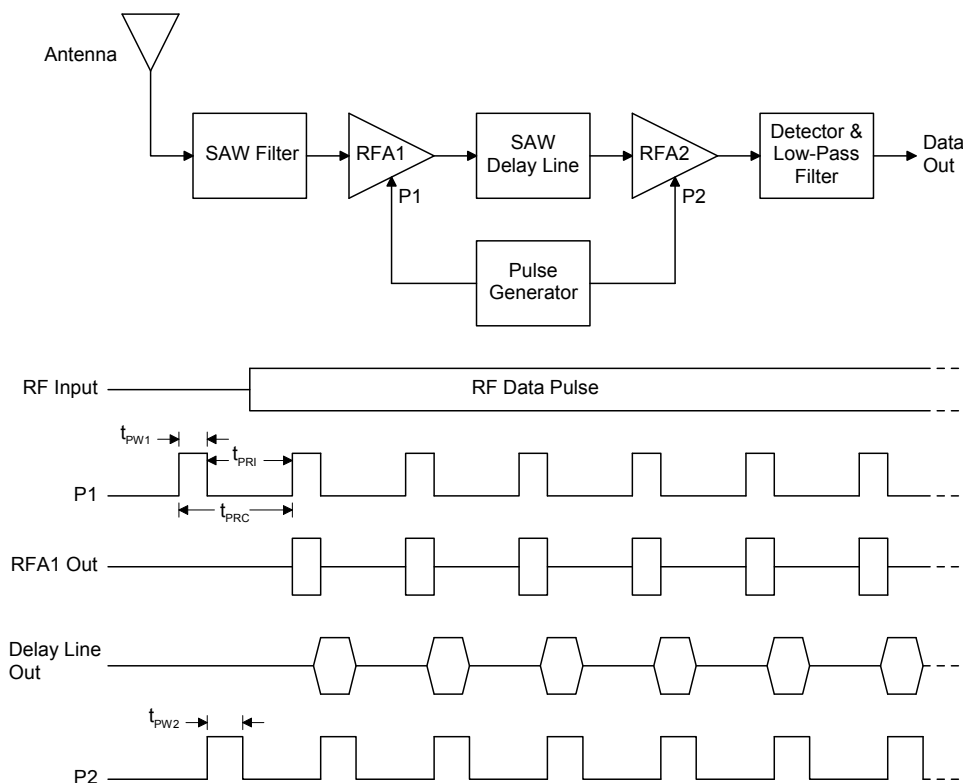 Antenna
SAW Filter
RFA1
SAW
Delay Line
RFA2
Detector &
Low-Pass
Filter
Data
Out
P1
P2
Pulse
Generator
RF Input
RF Data Pulse
tPW1
tPRI
P1
tPRC
RFA1 Out
Delay Line
Out
tPW2
P2